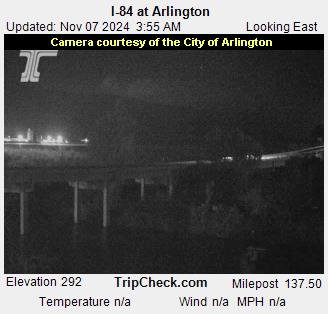 I-84 at Arlington
Updated: Nov 07 2024 3:55 AM Looking East
Camera courtesy of the City of Arlington
Elevation 292 TripCheck.com Milepost 137.50
Temperature n/a Wind n/a MPH n/a